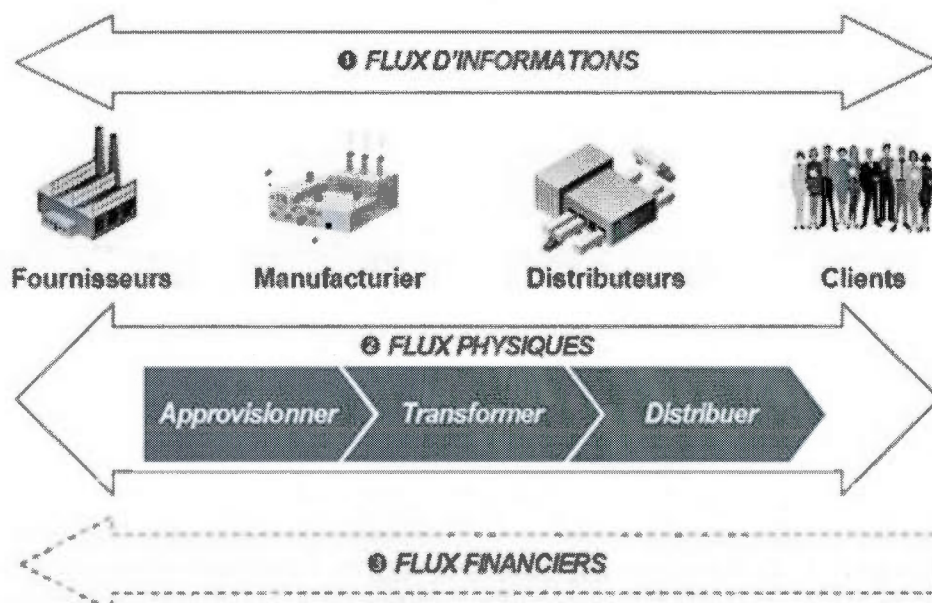 ❶ FLUX D'INFORMATIONS
Fournisseurs Manufacturier Distributeurs Clients
❷ FLUX PHYSIQUES
Approvisionner Transformer Distribuer
❸ FLUX FINANCIERS